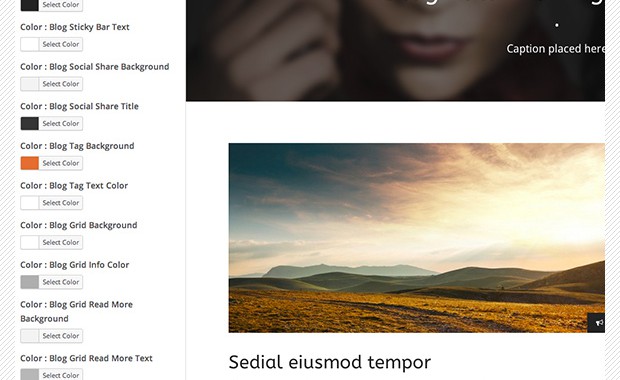 Select Color
Color : Blog Sticky Bar Text
Select Color
Color : Blog Social Share Background
Select Color
Color : Blog Social Share Title
Select Color
Color : Blog Tag Background
Select Color
Color : Blog Tag Text Color
Select Color
Color : Blog Grid Background
Select Color
Color : Blog Grid Info Color
Select Color
Color : Blog Grid Read More
Background
Select Color
Color : Blog Grid Read More Text
Select Color
Caption placed here
Sedial eiusmod tempor